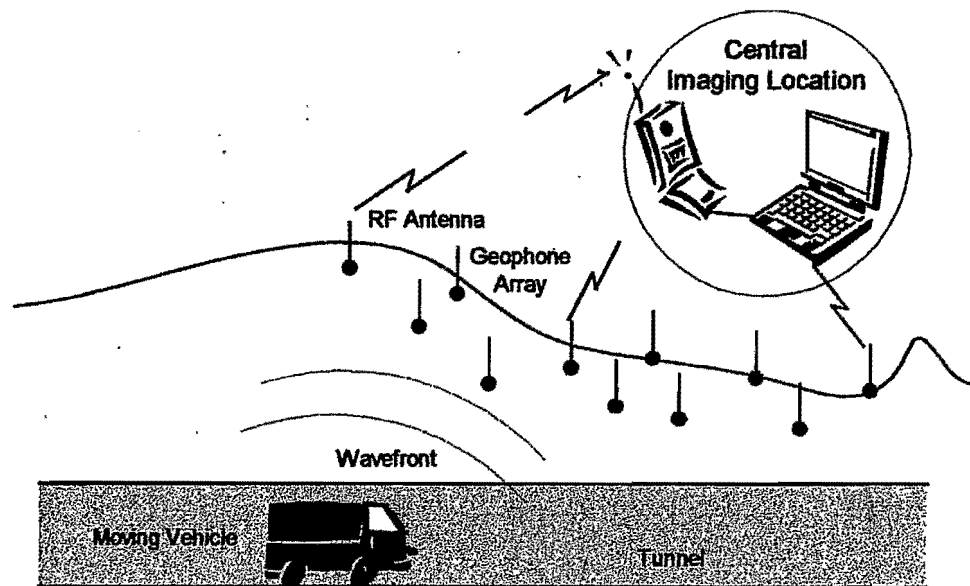 Central
Imaging Location
RF Antenna
Geophone
Array
Wavefront
Moving Vehicle
Tunnel